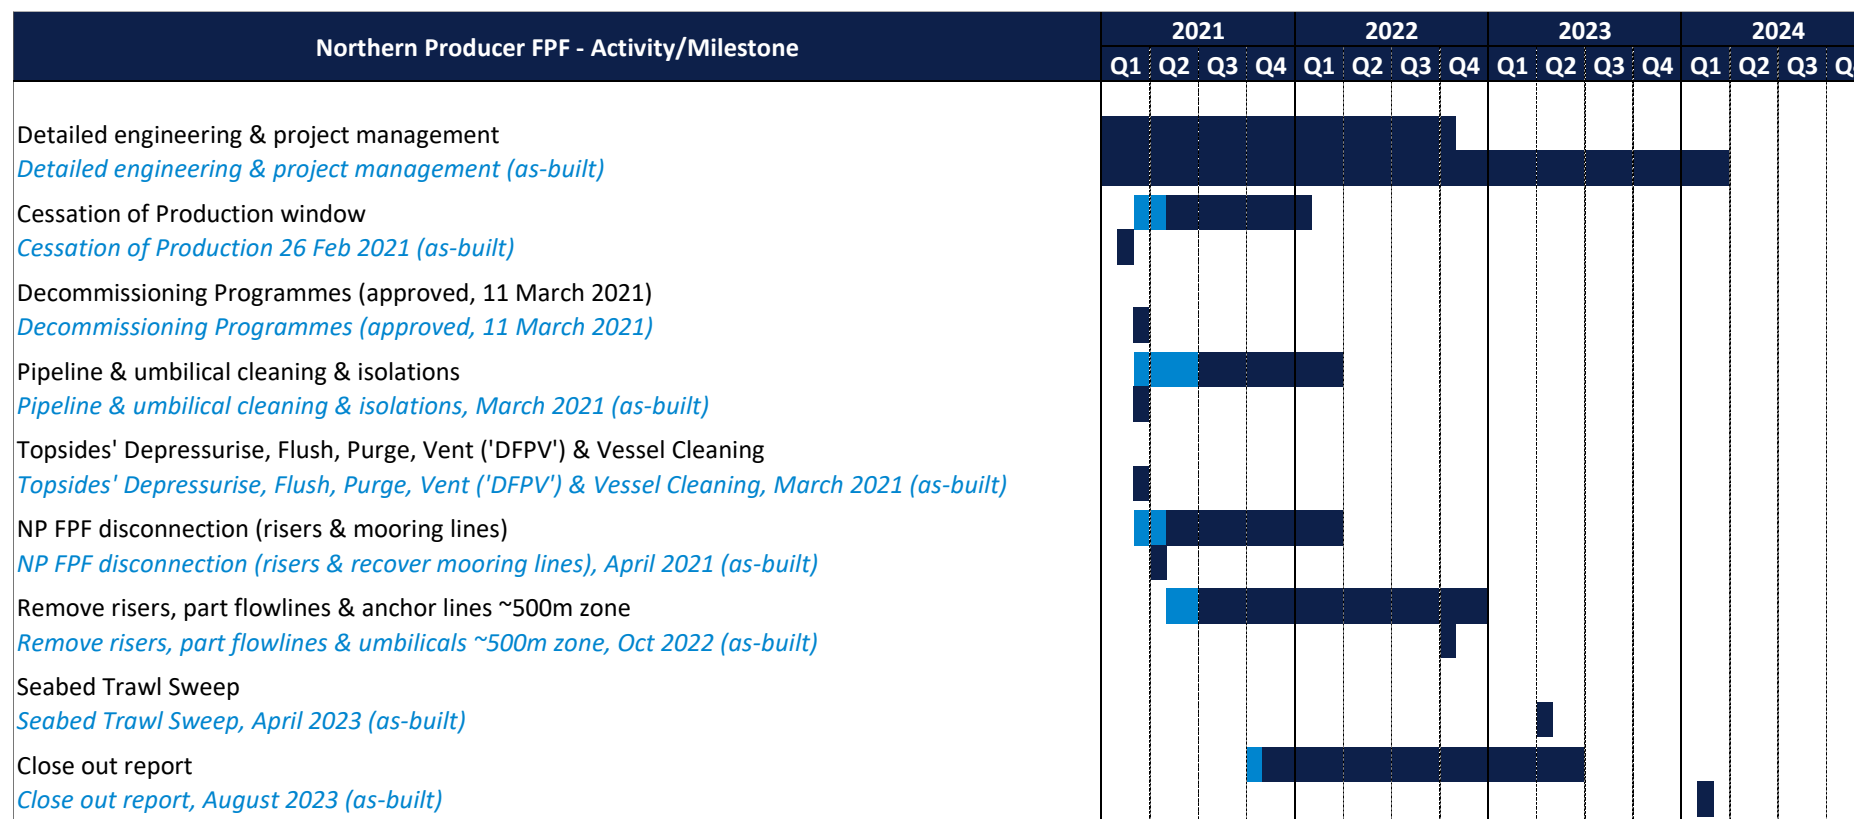 Northern Producer FPF - Activity/Milestone
2021 2022 2023 2024
Q1 Q2 Q3 Q4 Q1 Q2 Q3 Q4 Q1 Q2 Q3 Q4 Q1 Q2 Q3
Detailed engineering & project management
Detailed engineering & project management (as-built)
Cessation of Production window
Cessation of Production 26 Feb 2021 (as-built)
Decommissioning Programmes (approved, 11 March 2021)
Decommissioning Programmes (approved, 11 March 2021)
Pipeline & umbilical cleaning & isolations
Pipeline & umbilical cleaning & isolations, March 2021 (as-built)
Topsides' Depressurise, Flush, Purge, Vent ('DFPV') & Vessel Cleaning
Topsides' Depressurise, Flush, Purge, Vent ('DFPV') & Vessel Cleaning, March 2021 (as-built)
NP FPF disconnection (risers & mooring lines)
NP FPF disconnection (risers & recover mooring lines), April 2021 (as-built)
Remove risers, part flowlines & anchor lines ~500m zone
Remove risers, part flowlines & umbilicals ~500m zone, Oct 2022 (as-built)
Seabed Trawl Sweep
Seabed Trawl Sweep, April 2023 (as-built)
Close out report
Close out report, August 2023 (as-built)